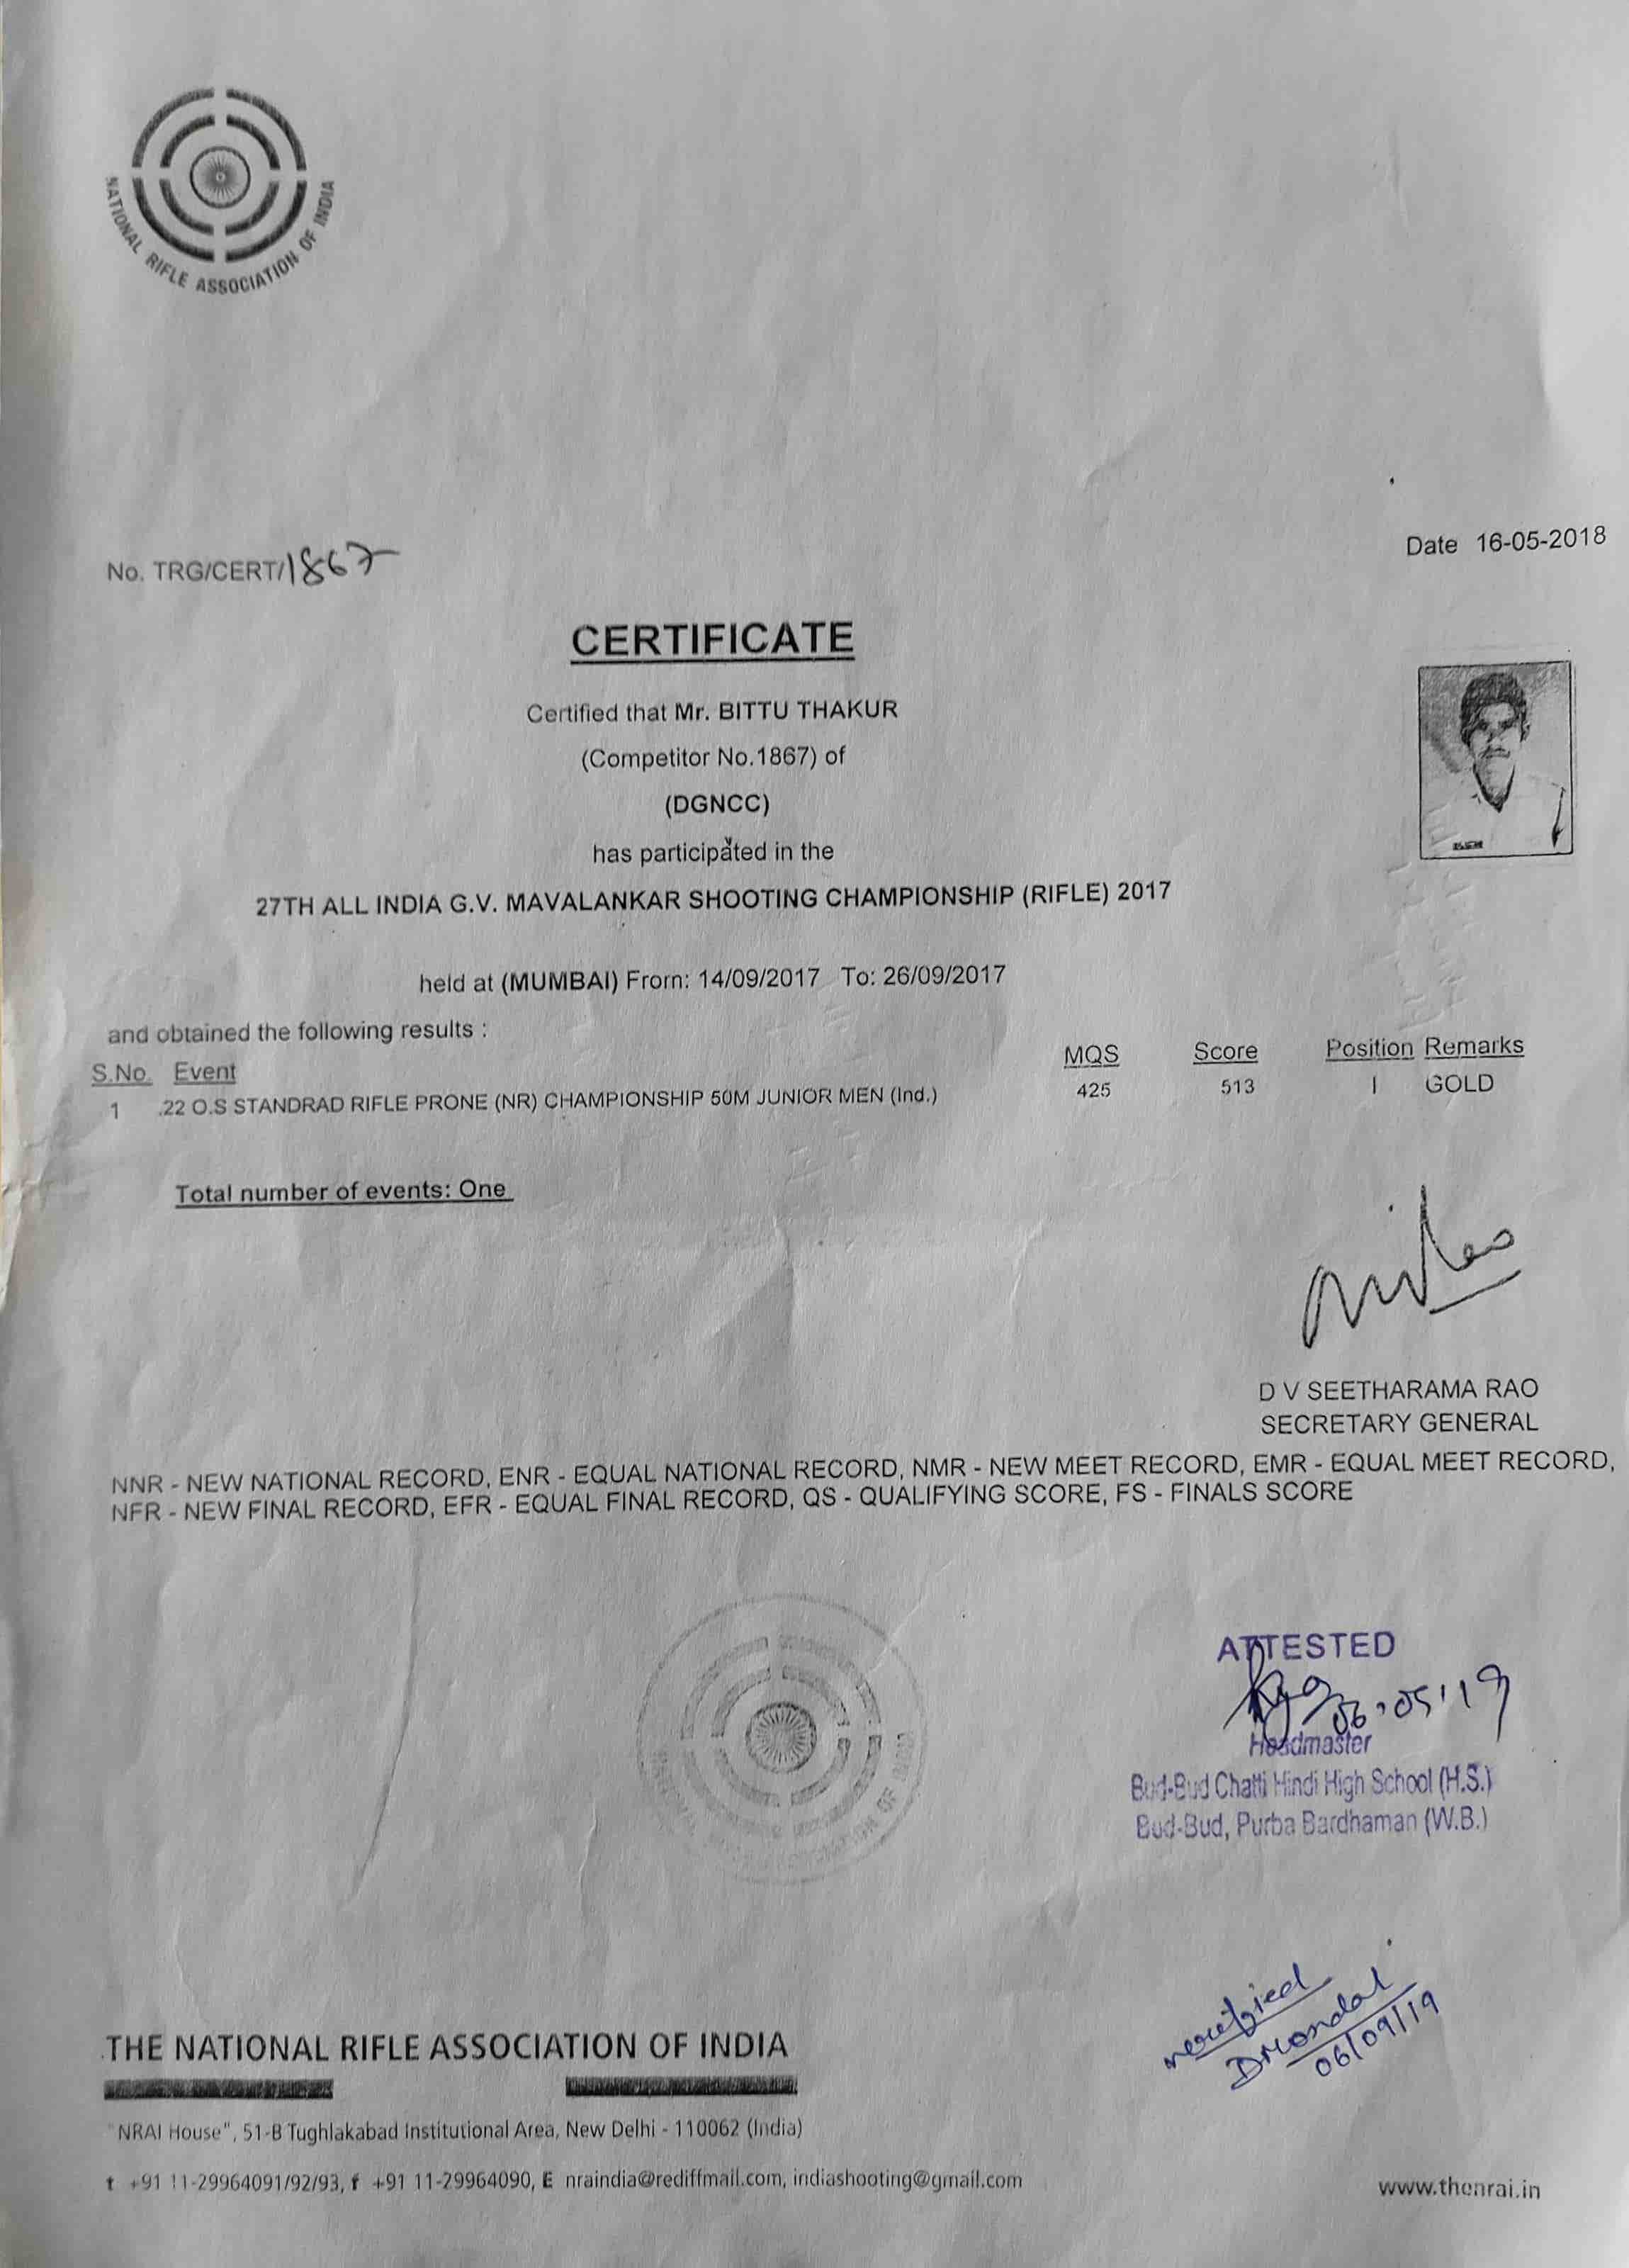 NATIONAL RIFLE ASSOCIATION OF INDIA
Date 16-05-2018
No. TRG/CERT/1867
CERTIFICATE
Certified that Mr. BITTU THAKUR
(Competitor No.1867) of
(DGNCC)
has participated in the
27TH ALL INDIA G.V. MAVALANKAR SHOOTING CHAMPIONSHIP (RIFLE) 2017
held at (MUMBAI) From: 14/09/2017 To: 26/09/2017
and obtained the following results :
S.No. Event MQS Score Position Remarks
1 .22 O.S STANDRAD RIFLE PRONE (NR) CHAMPIONSHIP 50M JUNIOR MEN (Ind.) 425 513 I GOLD
Total number of events: One
D V SEETHARAMA RAO
SECRETARY GENERAL
NNR - NEW NATIONAL RECORD, ENR - EQUAL NATIONAL RECORD, NMR - NEW MEET RECORD, EMR - EQUAL MEET RECORD,
NFR - NEW FINAL RECORD, EFR - EQUAL FINAL RECORD, QS - QUALIFYING SCORE, FS - FINALS SCORE
ATTESTED
06.05'19
Headmaster
Bud-Bud Chatti Hindi High School (H.S.)
Bud-Bud, Purba Bardhaman (W.B.)
verified
DMondal
06/09/19
THE NATIONAL RIFLE ASSOCIATION OF INDIA
"NRAI House", 51-B Tughlakabad Institutional Area, New Delhi - 110062 (India)
t +91 11-29964091/92/93, f +91 11-29964090, E nraindia@rediffmail.com, indiashooting@gmail.com
www.thenrai.in